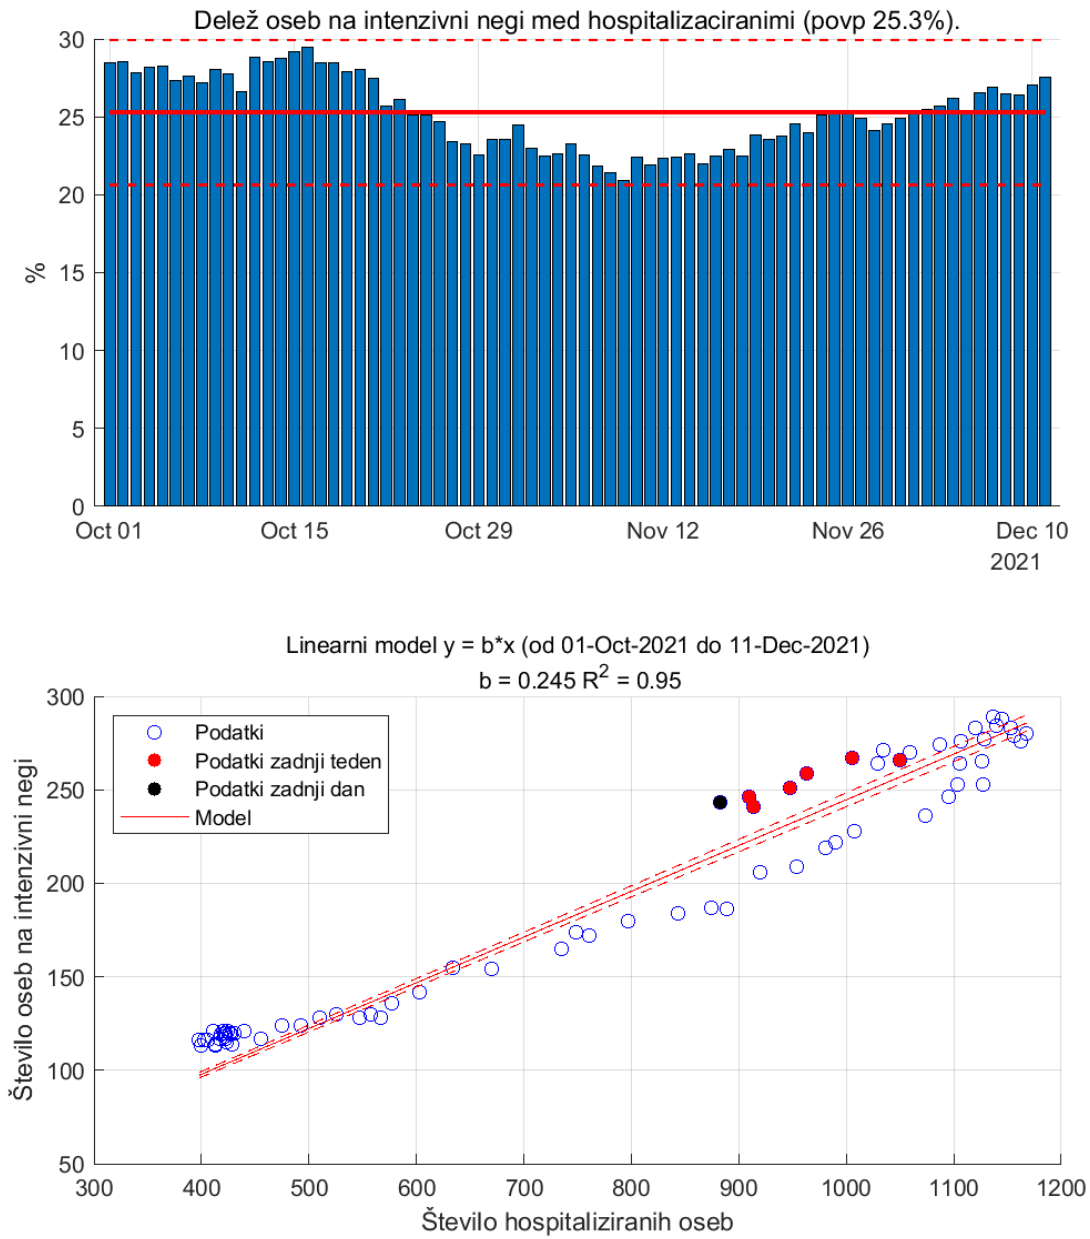 Delež oseb na intenzivni negi med hospitalizaciranimi (povp 25.3%).
30
25
20
15
10
5
0
%
Oct 01 Oct 15 Oct 29 Nov 12 Nov 26 Dec 10
2021
Linearni model y = b*x (od 01-Oct-2021 do 11-Dec-2021)
b = 0.245 R² = 0.95
300
250
200
150
100
50
Število oseb na intenzivni negi
Podatki
Podatki zadnji teden
Podatki zadnji dan
Model
300 400 500 600 700 800 900 1000 1100 1200
Število hospitaliziranih oseb